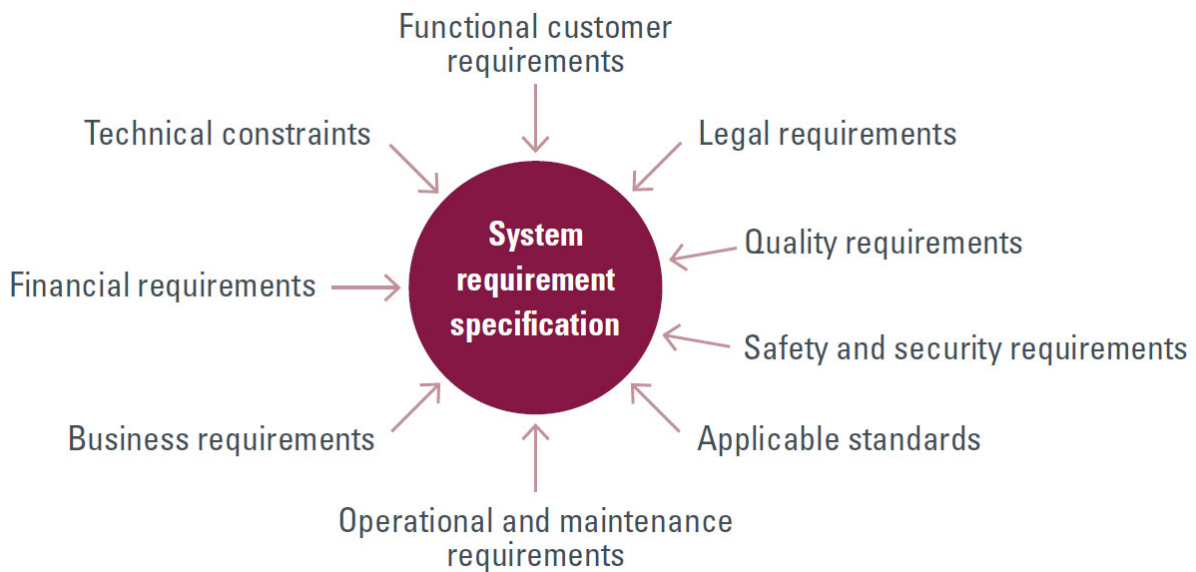 Functional customer
requirements
Technical constraints
Legal requirements
System
requirement
specification
Quality requirements
Financial requirements
Safety and security requirements
Business requirements
Applicable standards
Operational and maintenance
requirements